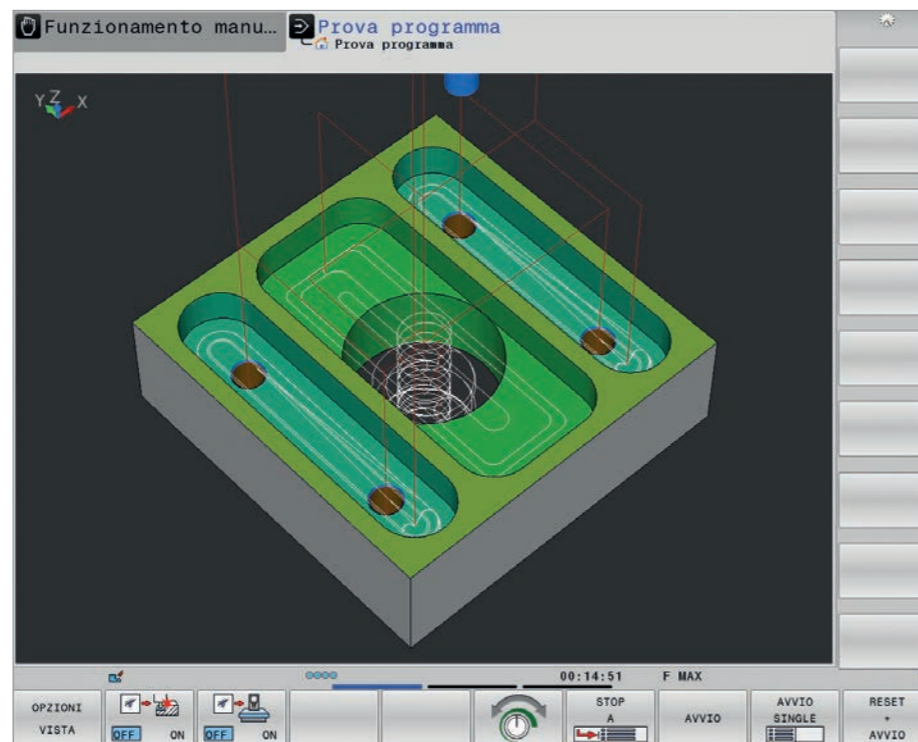 Funzionamento manu… Prova programma
Prova programma
Y Z X
00:14:51 F MAX
OPZIONI VISTA
OFF ON
OFF ON
STOP A
AVVIO
AVVIO SINGLE
RESET + AVVIO